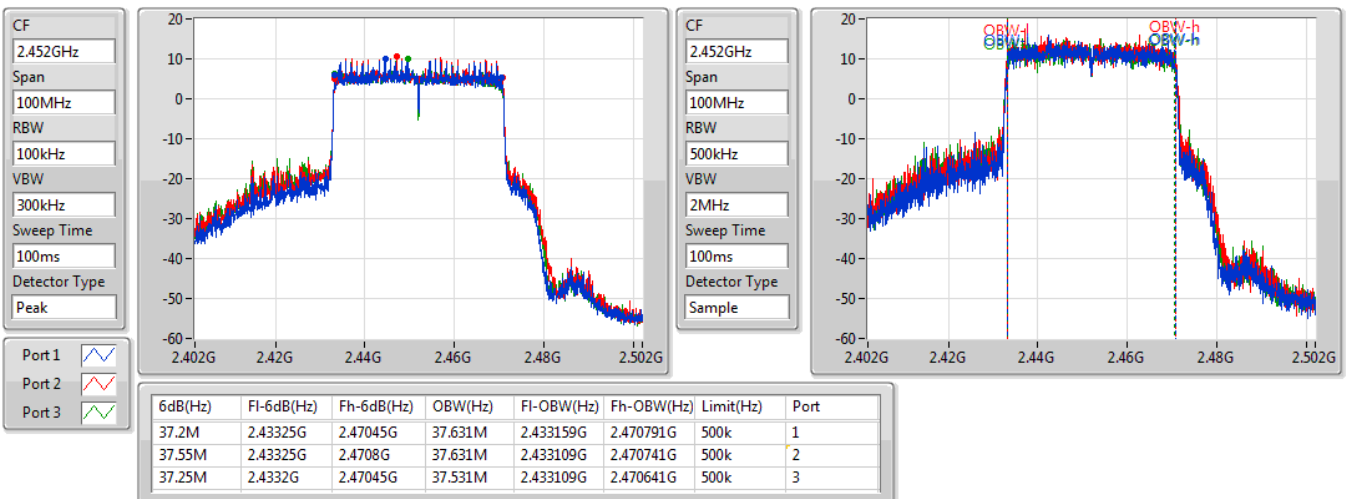 CF
2.452GHz
Span
100MHz
RBW
100kHz
VBW
300kHz
Sweep Time
100ms
Detector Type
Peak
20
10
0
-10
-20
-30
-40
-50
-60
2.402G 2.42G 2.44G 2.46G 2.48G 2.502G
CF
2.452GHz
Span
100MHz
RBW
500kHz
VBW
2MHz
Sweep Time
100ms
Detector Type
Sample
20
10
0
-10
-20
-30
-40
-50
-60
OBW-h
OBW-h
2.402G 2.42G 2.44G 2.46G 2.48G 2.502G
Port 1
Port 2
Port 3
6dB(Hz) Fl-6dB(Hz) Fh-6dB(Hz) OBW(Hz) Fl-OBW(Hz) Fh-OBW(Hz) Limit(Hz) Port
37.2M 2.43325G 2.47045G 37.631M 2.433159G 2.470791G 500k 1
37.55M 2.43325G 2.4708G 37.631M 2.433109G 2.470741G 500k 2
37.25M 2.4332G 2.47045G 37.531M 2.433109G 2.470641G 500k 3